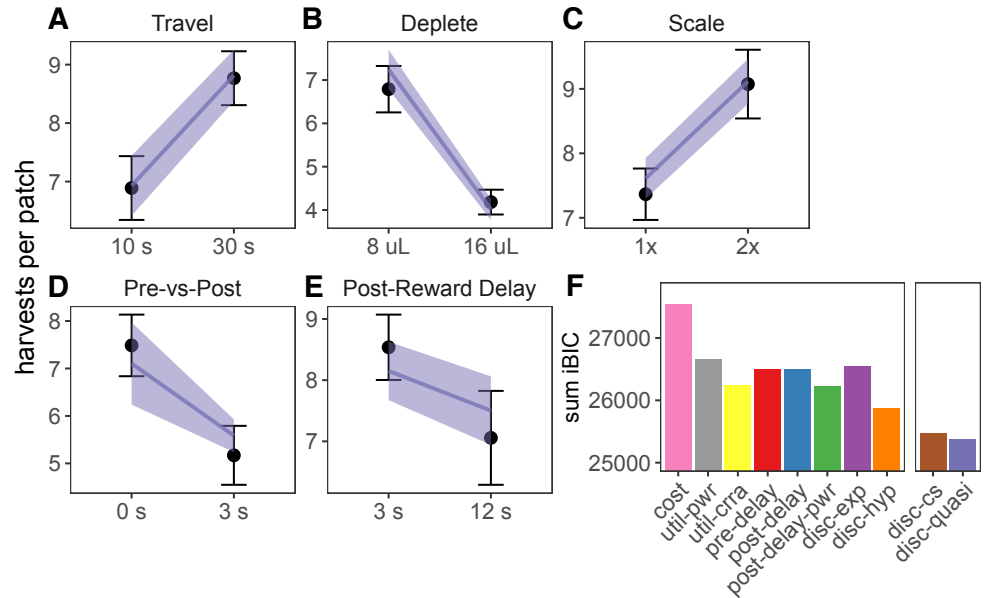 harvests per patch
A Travel
9
8
7
10 s 30 s
B Deplete
7
6
5
4
8 uL 16 uL
C Scale
9
8
7
1x 2x
D Pre-vs-Post
8
7
6
5
0 s 3 s
E Post-Reward Delay
9
8
7
3 s 12 s
F
sum iBIC
27000
26000
25000
cost
util-pwr
util-crra
pre-delay
post-delay
post-delay-pwr
disc-exp
disc-hyp
disc-cs
disc-quasi